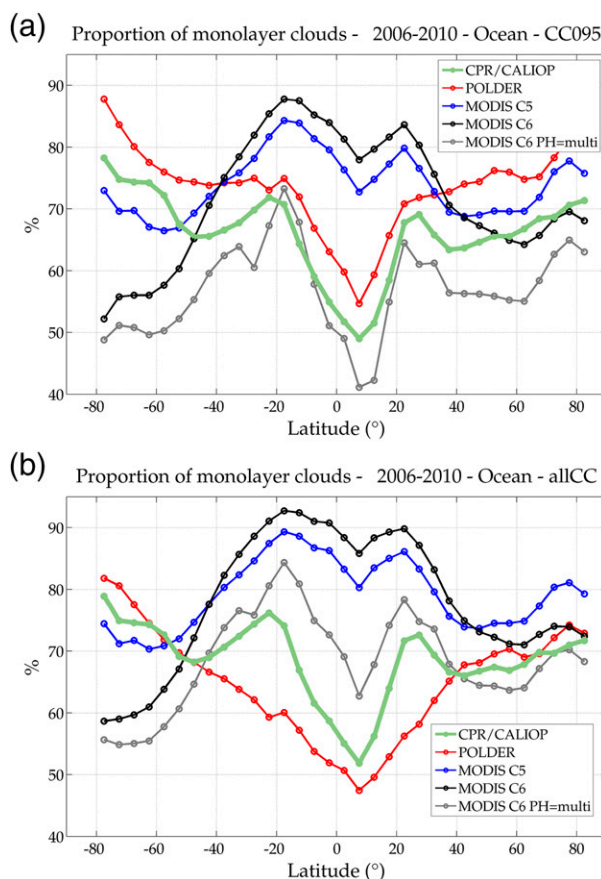 (a)
Proportion of monolayer clouds - 2006-2010 - Ocean - CC095
CPR/CALIOP
POLDER
MODIS C5
MODIS C6
MODIS C6 PH=multi
90
80
70
60
50
40
%
-80 -60 -40 -20 0 20 40 60 80
Latitude (°)
(b)
Proportion of monolayer clouds - 2006-2010 - Ocean - allCC
90
80
70
60
50
40
%
CPR/CALIOP
POLDER
MODIS C5
MODIS C6
MODIS C6 PH=multi
-80 -60 -40 -20 0 20 40 60 80
Latitude (°)